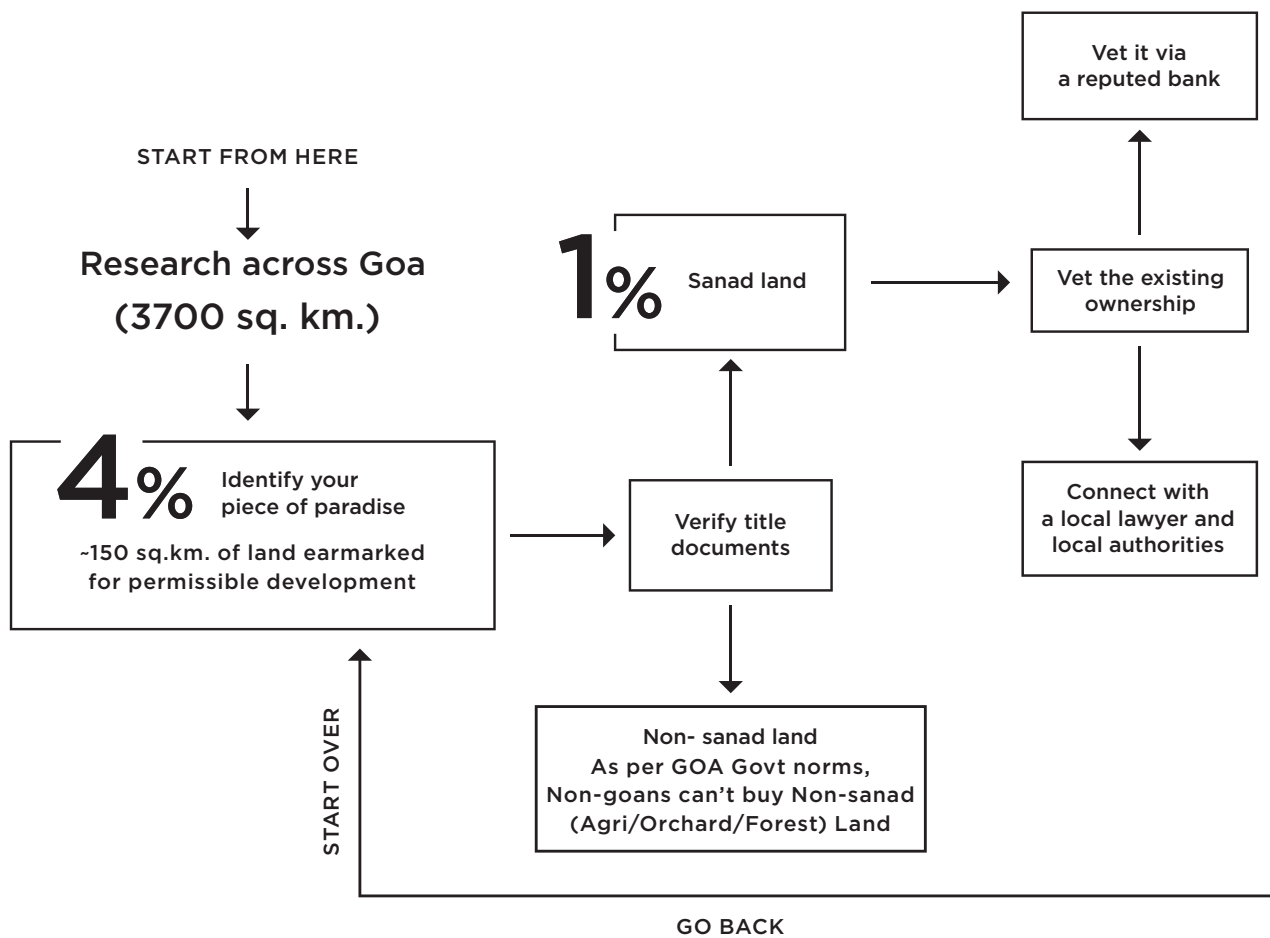 START FROM HERE
Research across Goa
(3700 sq. km.)
4%
Identify your
piece of paradise
~150 sq.km. of land earmarked
for permissible development
START OVER
Verify title
documents
1%
Sanad land
Non- sanad land
As per GOA Govt norms,
Non-goans can’t buy Non-sanad
(Agri/Orchard/Forest) Land
Vet the existing
ownership
Vet it via
a reputed bank
Connect with
a local lawyer and
local authorities
GO BACK